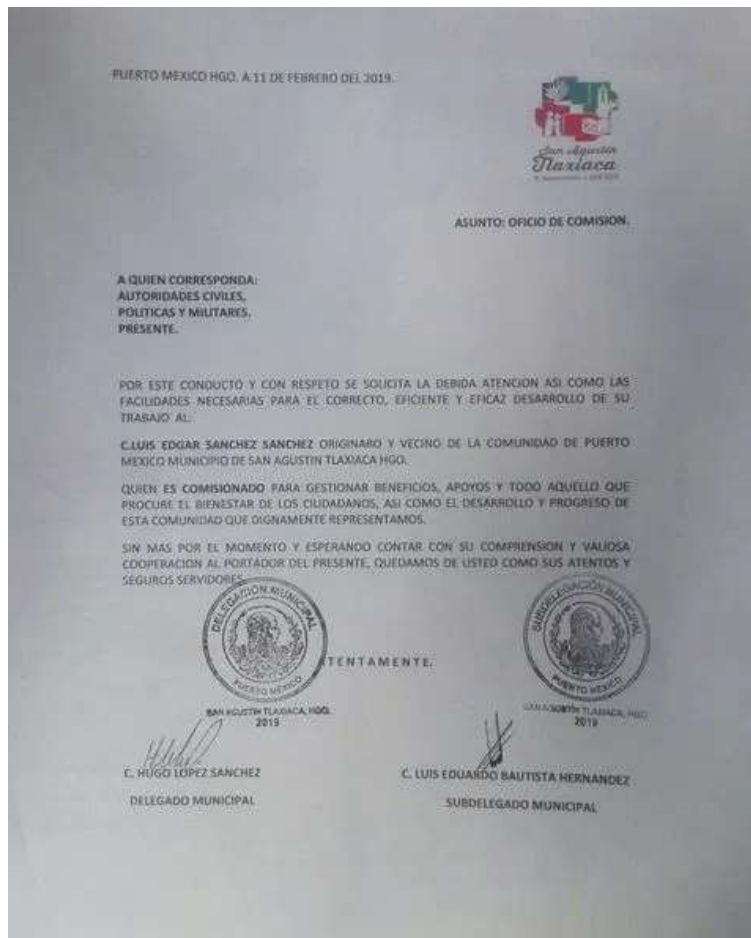 PUERTO MEXICO HGO. A 11 DE FEBRERO DEL 2019.
San Agustín
Tlaxiaca
ASUNTO: OFICIO DE COMISION.
A QUIEN CORRESPONDA:
AUTORIDADES CIVILES,
POLITICAS Y MILITARES.
PRESENTE.
POR ESTE CONDUCTO Y CON RESPETO SE SOLICITA LA DEBIDA ATENCION ASI COMO LAS
FACILIDADES NECESARIAS PARA EL CORRECTO, EFICIENTE Y EFICAZ DESARROLLO DE SU
TRABAJO AL.
C.LUIS EDGAR SANCHEZ SANCHEZ ORIGINARO Y VECINO DE LA COMUNIDAD DE PUERTO
MEXICO MUNICIPIO DE SAN AGUSTIN TLAXIACA HGO.
QUIEN ES COMISIONADO PARA GESTIONAR BENEFICIOS, APOYOS Y TODO AQUELLO QUE
PROCURE EL BIENESTAR DE LOS CIUDADANOS, ASI COMO EL DESARROLLO Y PROGRESO DE
ESTA COMUNIDAD QUE DIGNAMENTE REPRESENTAMOS.
SIN MAS POR EL MOMENTO Y ESPERANDO CONTAR CON SU COMPRENSION Y VALIOSA
COOPERACION AL PORTADOR DEL PRESENTE, QUEDAMOS DE USTED COMO SUS ATENTOS Y
SEGUROS SERVIDORES.
DELEGACIÓN MUNICIPAL
PUERTO MÉXICO
SAN AGUSTÍN TLAXIACA, HGO.
2019
SUBDELEGACIÓN MUNICIPAL
PUERTO MÉXICO
SAN AGUSTÍN TLAXIACA, HGO.
2019
ATENTAMENTE.
C. HUGO LOPEZ SANCHEZ
DELEGADO MUNICIPAL
C. LUIS EDUARDO BAUTISTA HERNANDEZ
SUBDELEGADO MUNICIPAL